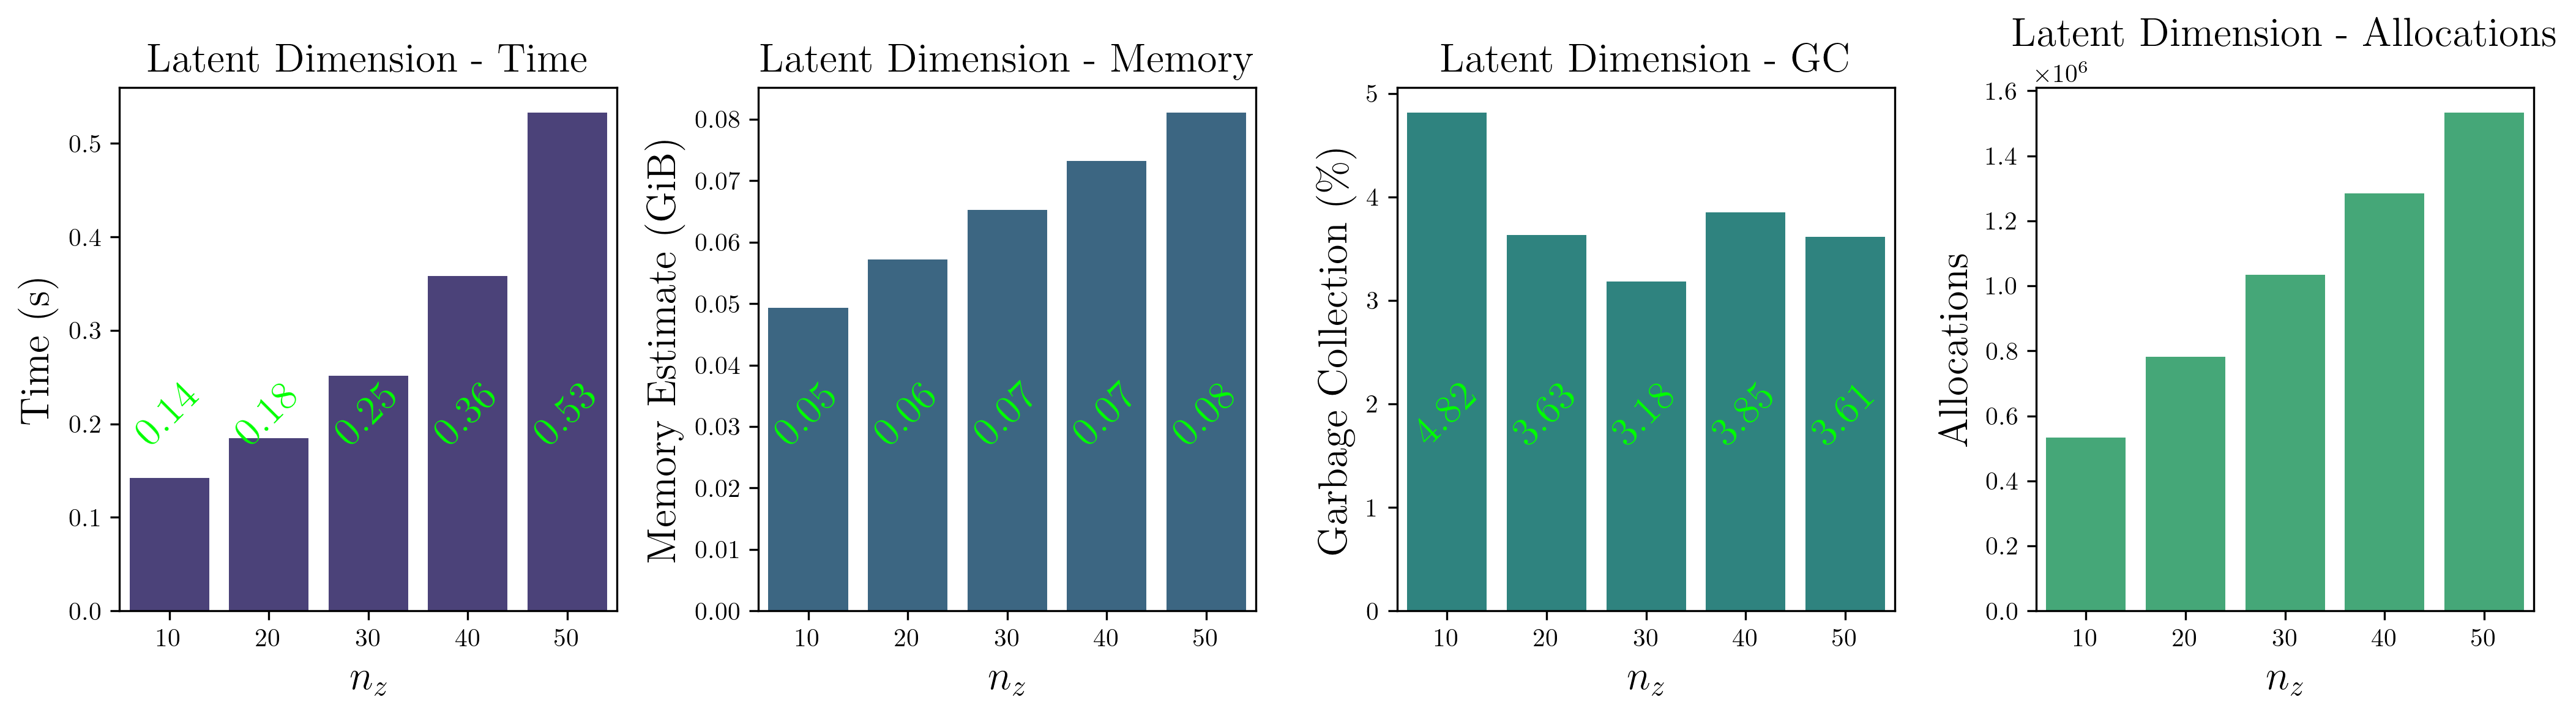 Latent Dimension - Time
Time (s)
0.5
0.4
0.3
0.2
0.1
0.0
0.14
0.18
0.25
0.36
0.53
10 20 30 40 50
n_z
Latent Dimension - Memory
Memory Estimate (GiB)
0.08
0.07
0.06
0.05
0.04
0.03
0.02
0.01
0.00
0.05
0.06
0.07
0.07
0.08
10 20 30 40 50
n_z
Latent Dimension - GC
Garbage Collection (%)
5
4
3
2
1
0
4.82
3.63
3.18
3.85
3.61
10 20 30 40 50
n_z
Latent Dimension - Allocations
×10⁶
Allocations
1.6
1.4
1.2
1.0
0.8
0.6
0.4
0.2
0.0
10 20 30 40 50
n_z